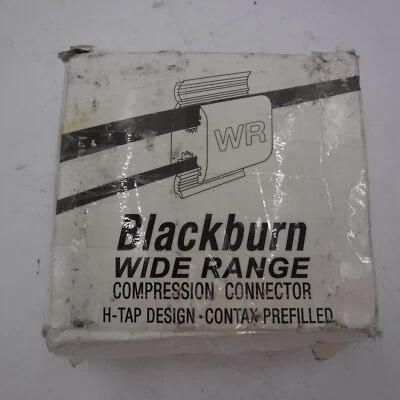 WR
Blackburn
WIDE RANGE
COMPRESSION CONNECTOR
H-TAP DESIGN • CONTAX PREFILLED